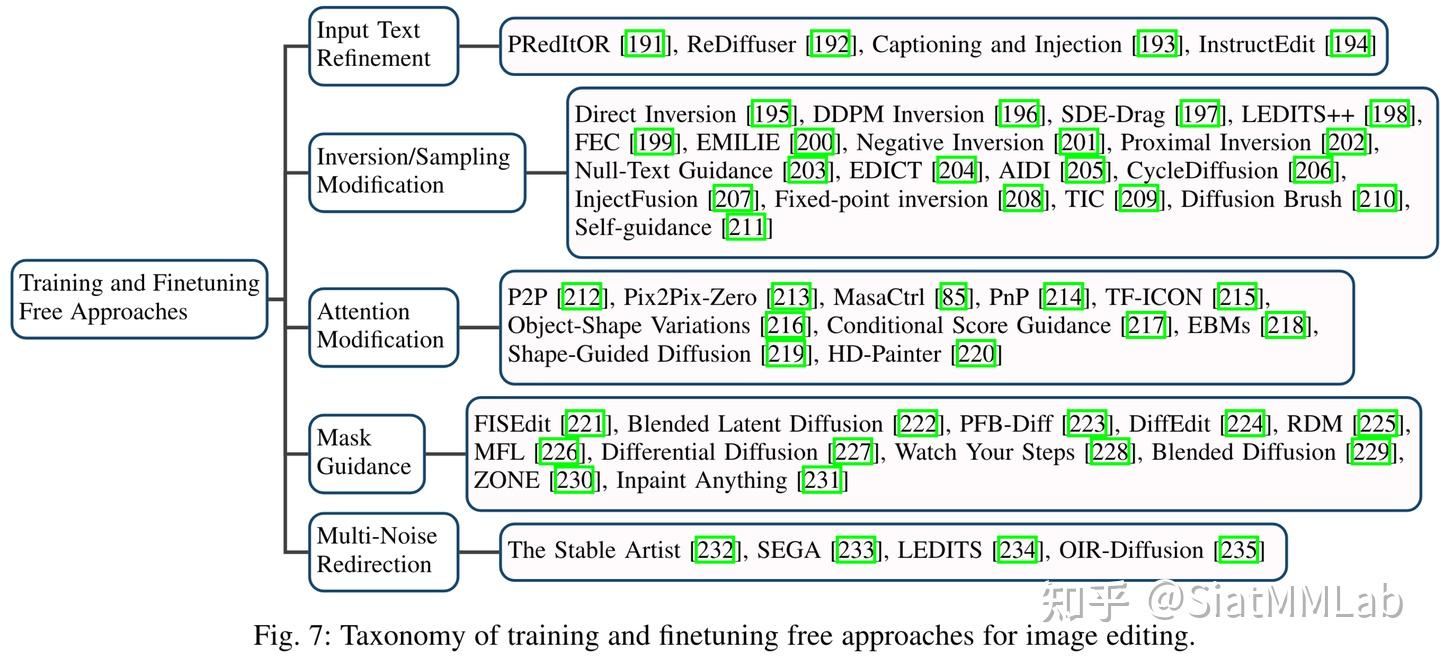 Input Text
Refinement
PRedItOR [191], ReDiffuser [192], Captioning and Injection [193], InstructEdit [194]
Inversion/Sampling
Modification
Direct Inversion [195], DDPM Inversion [196], SDE-Drag [197], LEDITS++ [198],
FEC [199], EMILIE [200], Negative Inversion [201], Proximal Inversion [202],
Null-Text Guidance [203], EDICT [204], AIDI [205], CycleDiffusion [206],
InjectFusion [207], Fixed-point inversion [208], TIC [209], Diffusion Brush [210],
Self-guidance [211]
Training and Finetuning
Free Approaches
Attention
Modification
P2P [212], Pix2Pix-Zero [213], MasaCtrl [85], PnP [214], TF-ICON [215],
Object-Shape Variations [216], Conditional Score Guidance [217], EBMs [218],
Shape-Guided Diffusion [219], HD-Painter [220]
Mask
Guidance
FISEdit [221], Blended Latent Diffusion [222], PFB-Diff [223], DiffEdit [224], RDM [225],
MFL [226], Differential Diffusion [227], Watch Your Steps [228], Blended Diffusion [229],
ZONE [230], Inpaint Anything [231]
Multi-Noise
Redirection
The Stable Artist [232], SEGA [233], LEDITS [234], OIR-Diffusion [235]
知乎 @SiatMMLab
Fig. 7: Taxonomy of training and finetuning free approaches for image editing.